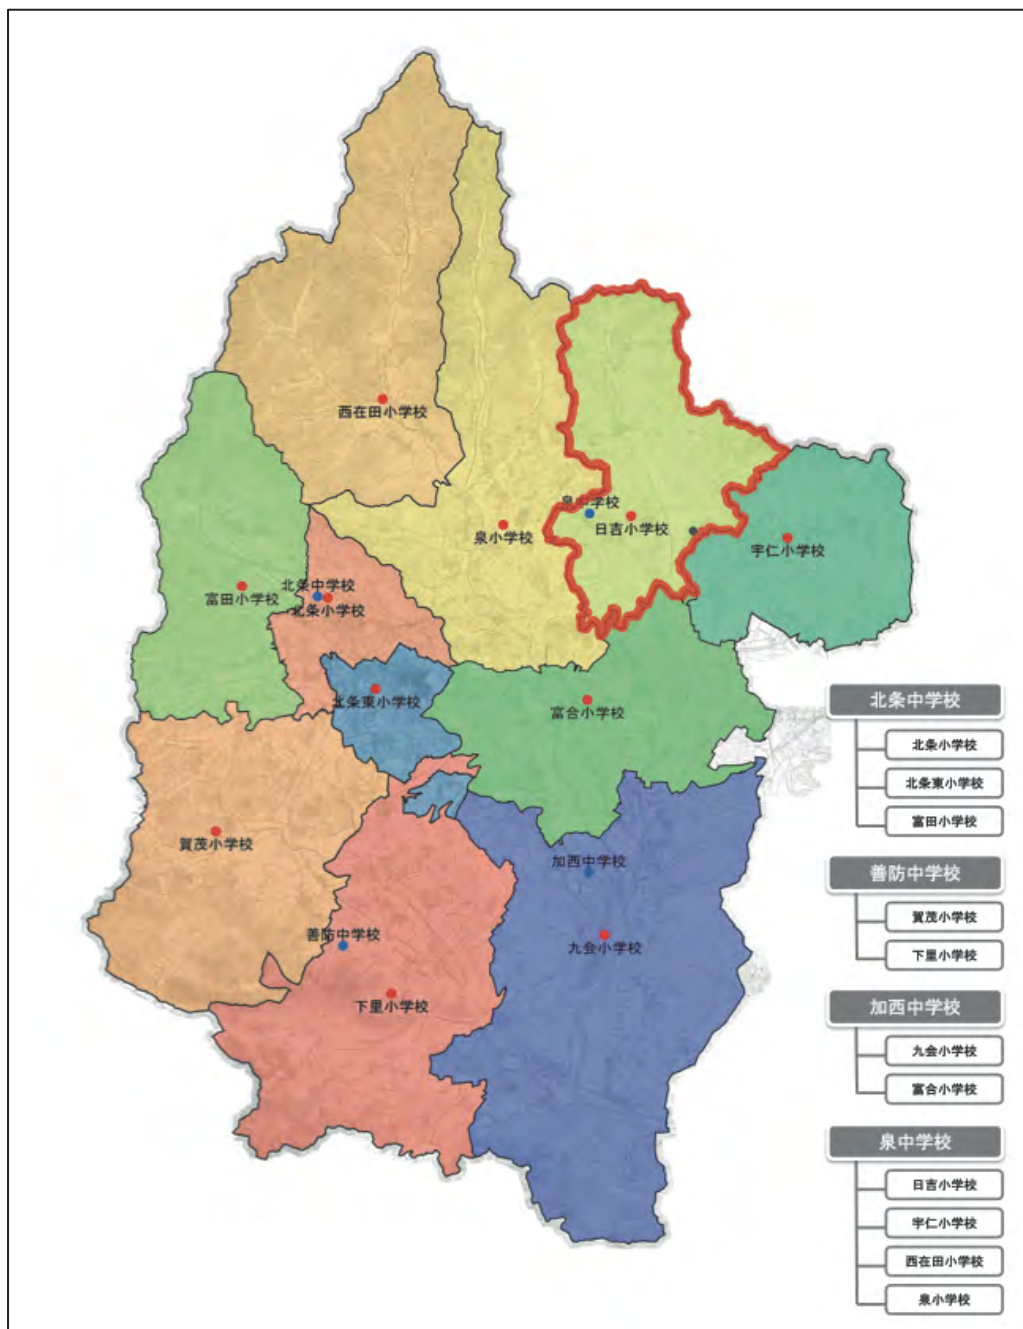 西在田小学校
泉中学校
泉小学校
日吉小学校
宇仁小学校
北条中学校
富田小学校
北条小学校
北条東小学校
富合小学校
賀茂小学校
加西中学校
善防中学校
九会小学校
下里小学校
北条中学校
北条小学校
北条東小学校
富田小学校
善防中学校
賀茂小学校
下里小学校
加西中学校
九会小学校
富合小学校
泉中学校
日吉小学校
宇仁小学校
西在田小学校
泉小学校